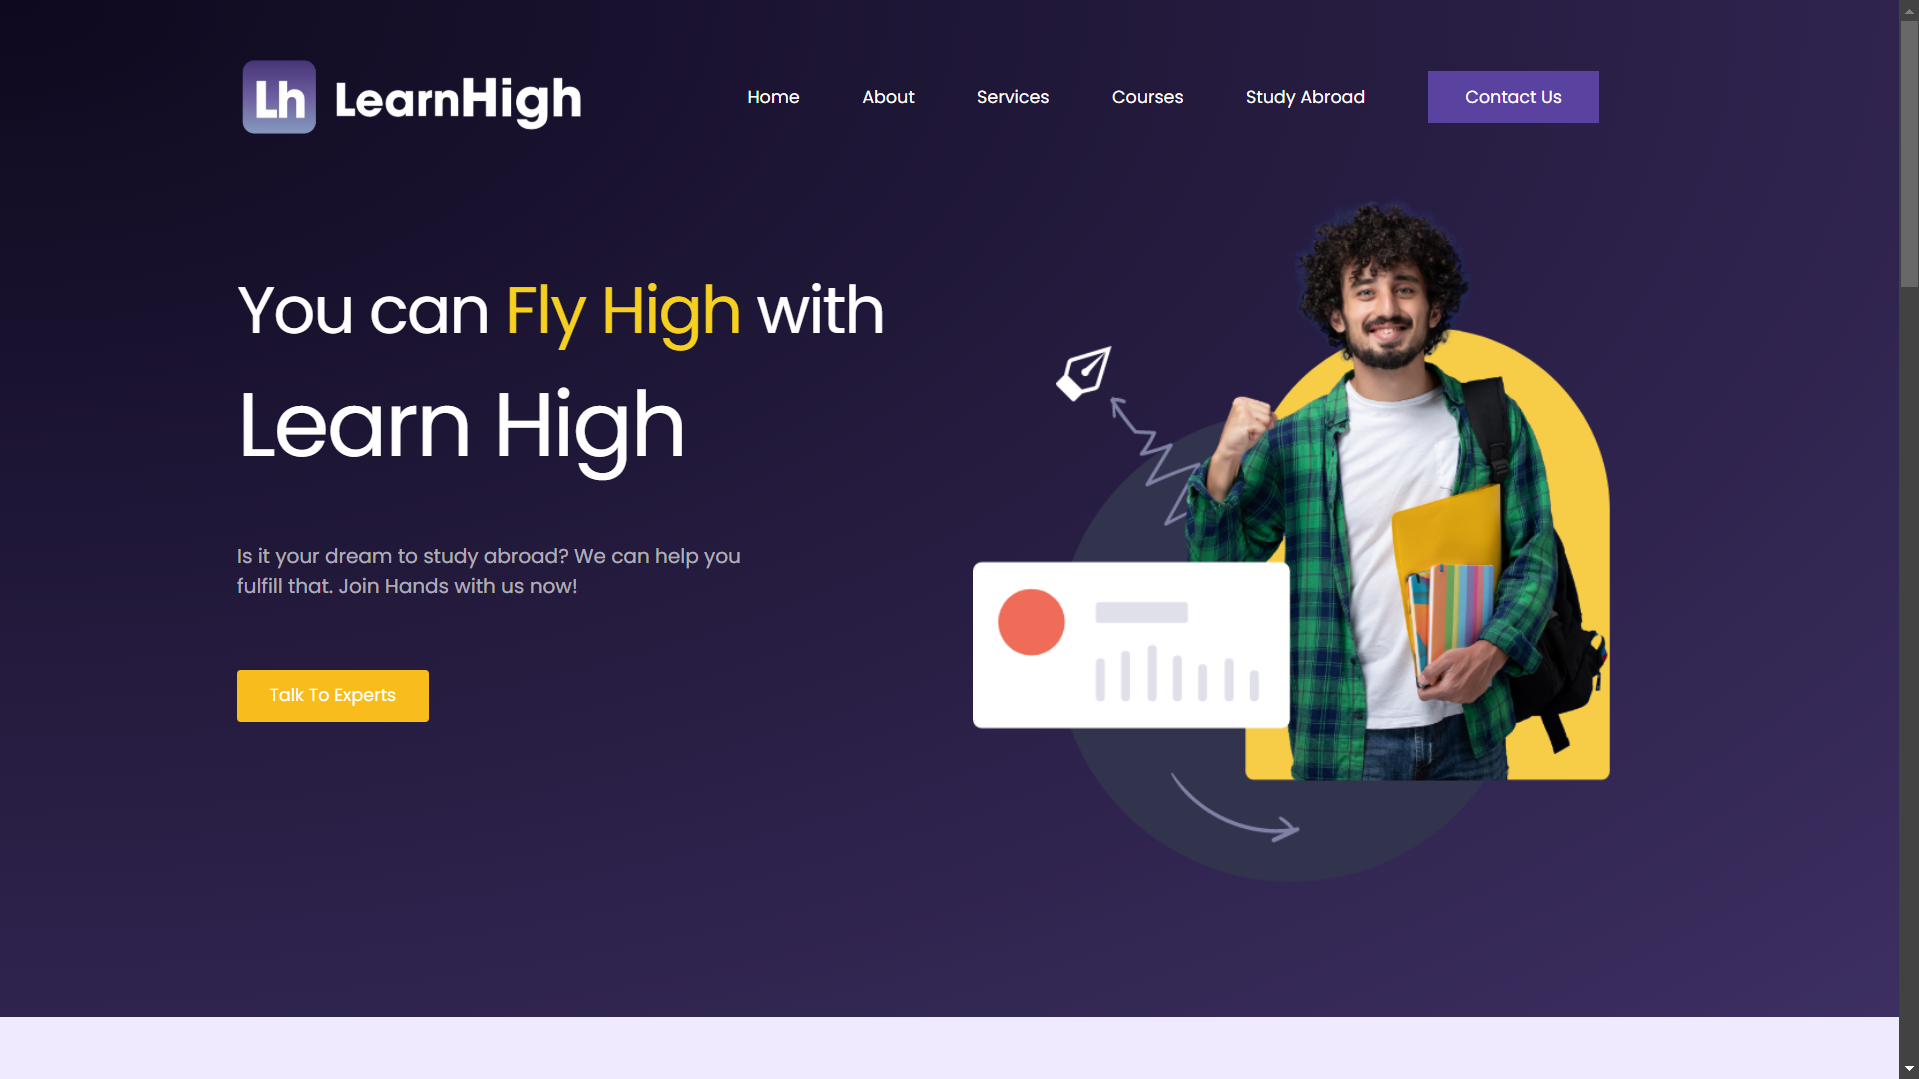 Lh LearnHigh
Home About Services Courses Study Abroad Contact Us
You can Fly High with
Learn High
Is it your dream to study abroad? We can help you
fulfill that. Join Hands with us now!
Talk To Experts